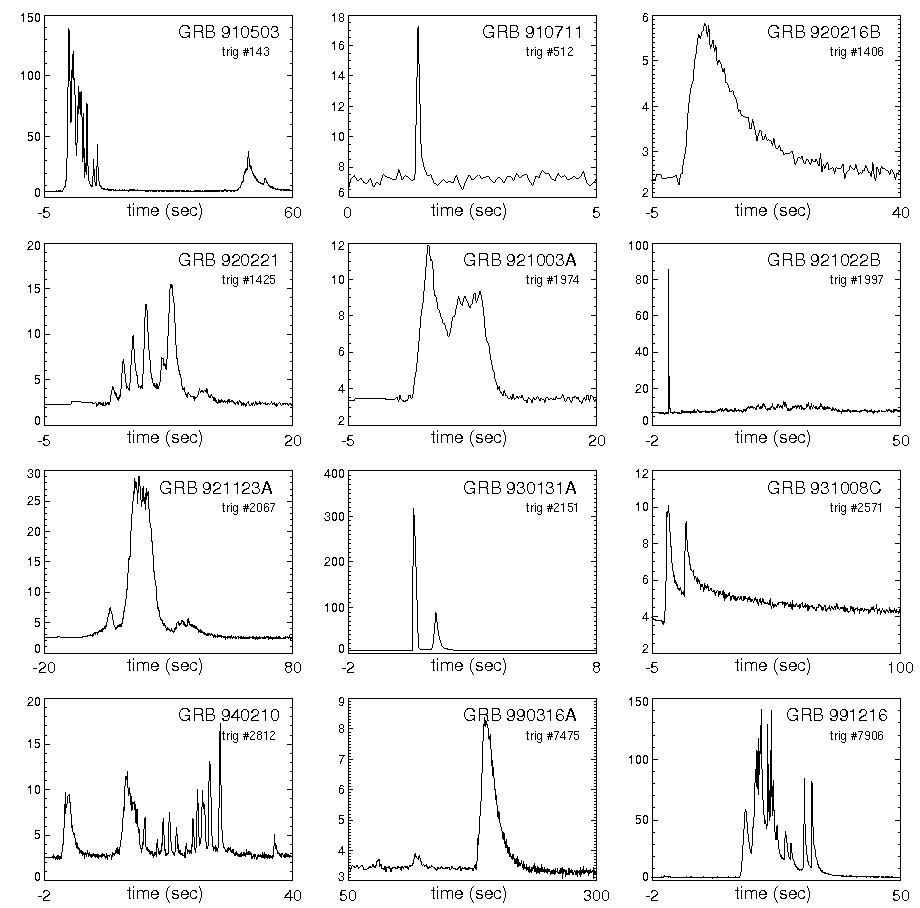 150
GRB 910503
trig #143
100
50
0
-5
time (sec)
60
18
GRB 910711
trig #512
16
14
12
10
8
6
0
time (sec)
5
6
GRB 920216B
trig #1406
5
4
3
2
-5
time (sec)
40
20
GRB 920221
trig #1425
15
10
5
0
-5
time (sec)
20
12
GRB 921003A
trig #1974
10
8
6
4
2
-5
time (sec)
20
100
GRB 921022B
trig #1997
80
60
40
20
0
-2
time (sec)
50
30
GRB 921123A
trig #2067
25
20
15
10
5
0
-20
time (sec)
80
400
GRB 930131A
trig #2151
300
200
100
0
-2
time (sec)
8
12
GRB 931008C
trig #2571
10
8
6
4
2
-5
time (sec)
100
20
GRB 940210
trig #2812
15
10
5
0
-2
time (sec)
40
9
GRB 990316A
trig #7475
8
7
6
5
4
3
50
time (sec)
300
150
GRB 991216
trig #7906
100
50
0
-2
time (sec)
50